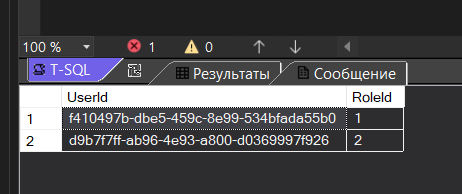 100 % 1 0
T-SQL Результаты Сообщение
UserId RoleId
1 f410497b-dbe5-459c-8e99-534bfada55b0 1
2 d9b7f7ff-ab96-4e93-a800-d0369997f926 2